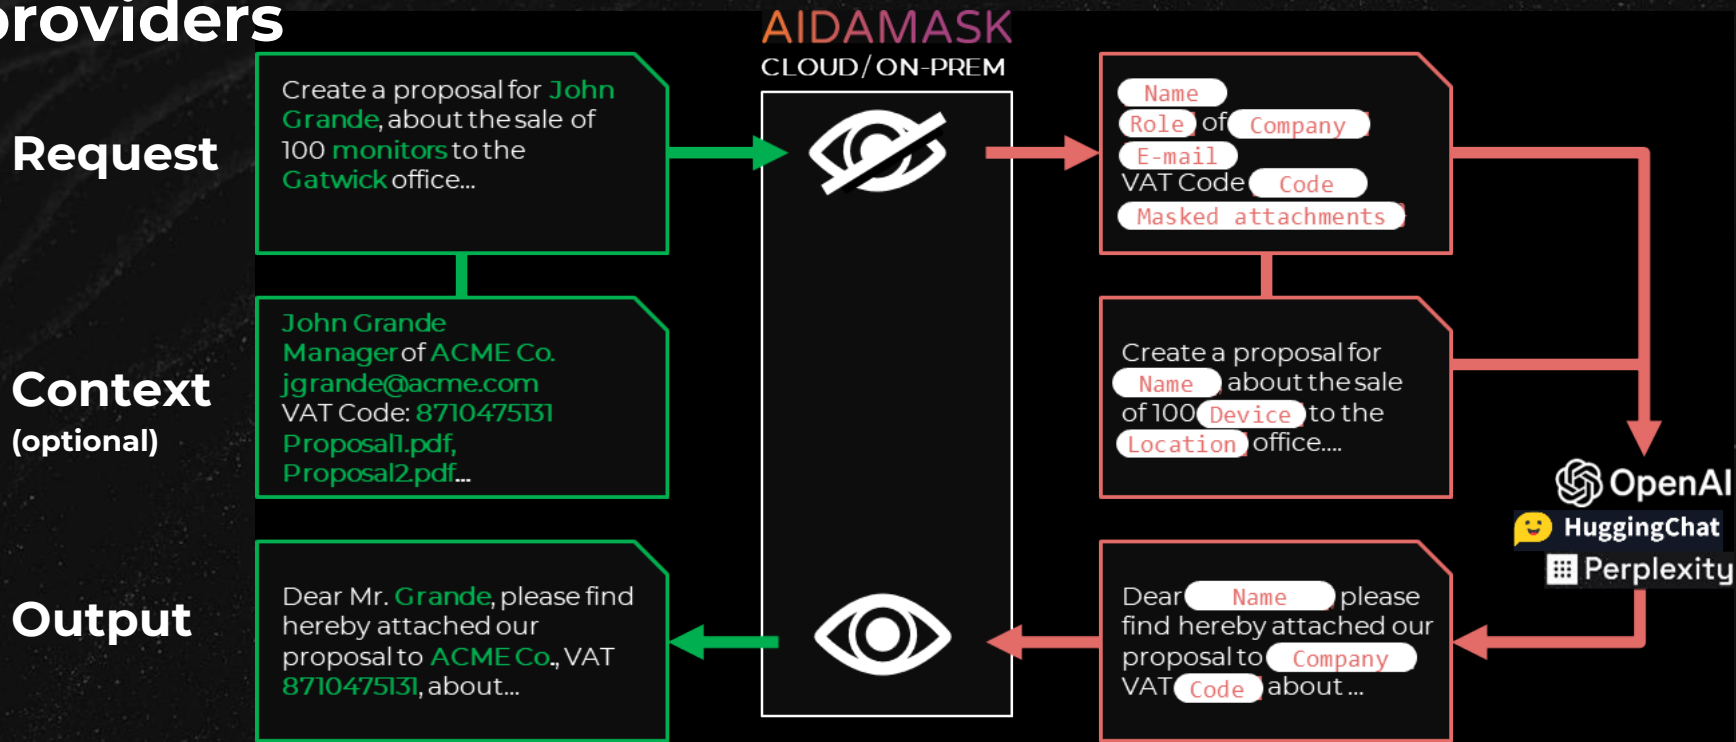 providers
AIDAMASK
CLOUD/ON-PREM
Request
Create a proposal for John
Grande, about the sale of
100 monitors to the
Gatwick office...
Name
Role of Company
E-mail
VAT Code Code
Masked attachments
Context
(optional)
John Grande
Manager of ACME Co.
jgrande@acme.com
VAT Code: 8710475131
Proposal1.pdf,
Proposal2.pdf...
Create a proposal for
Name about the sale
of 100 Device to the
Location office....
OpenAI
HuggingChat
Perplexity
Output
Dear Mr. Grande, please find
hereby attached our
proposal to ACME Co., VAT
8710475131, about...
Dear Name please
find hereby attached our
proposal to Company
VAT Code about ...